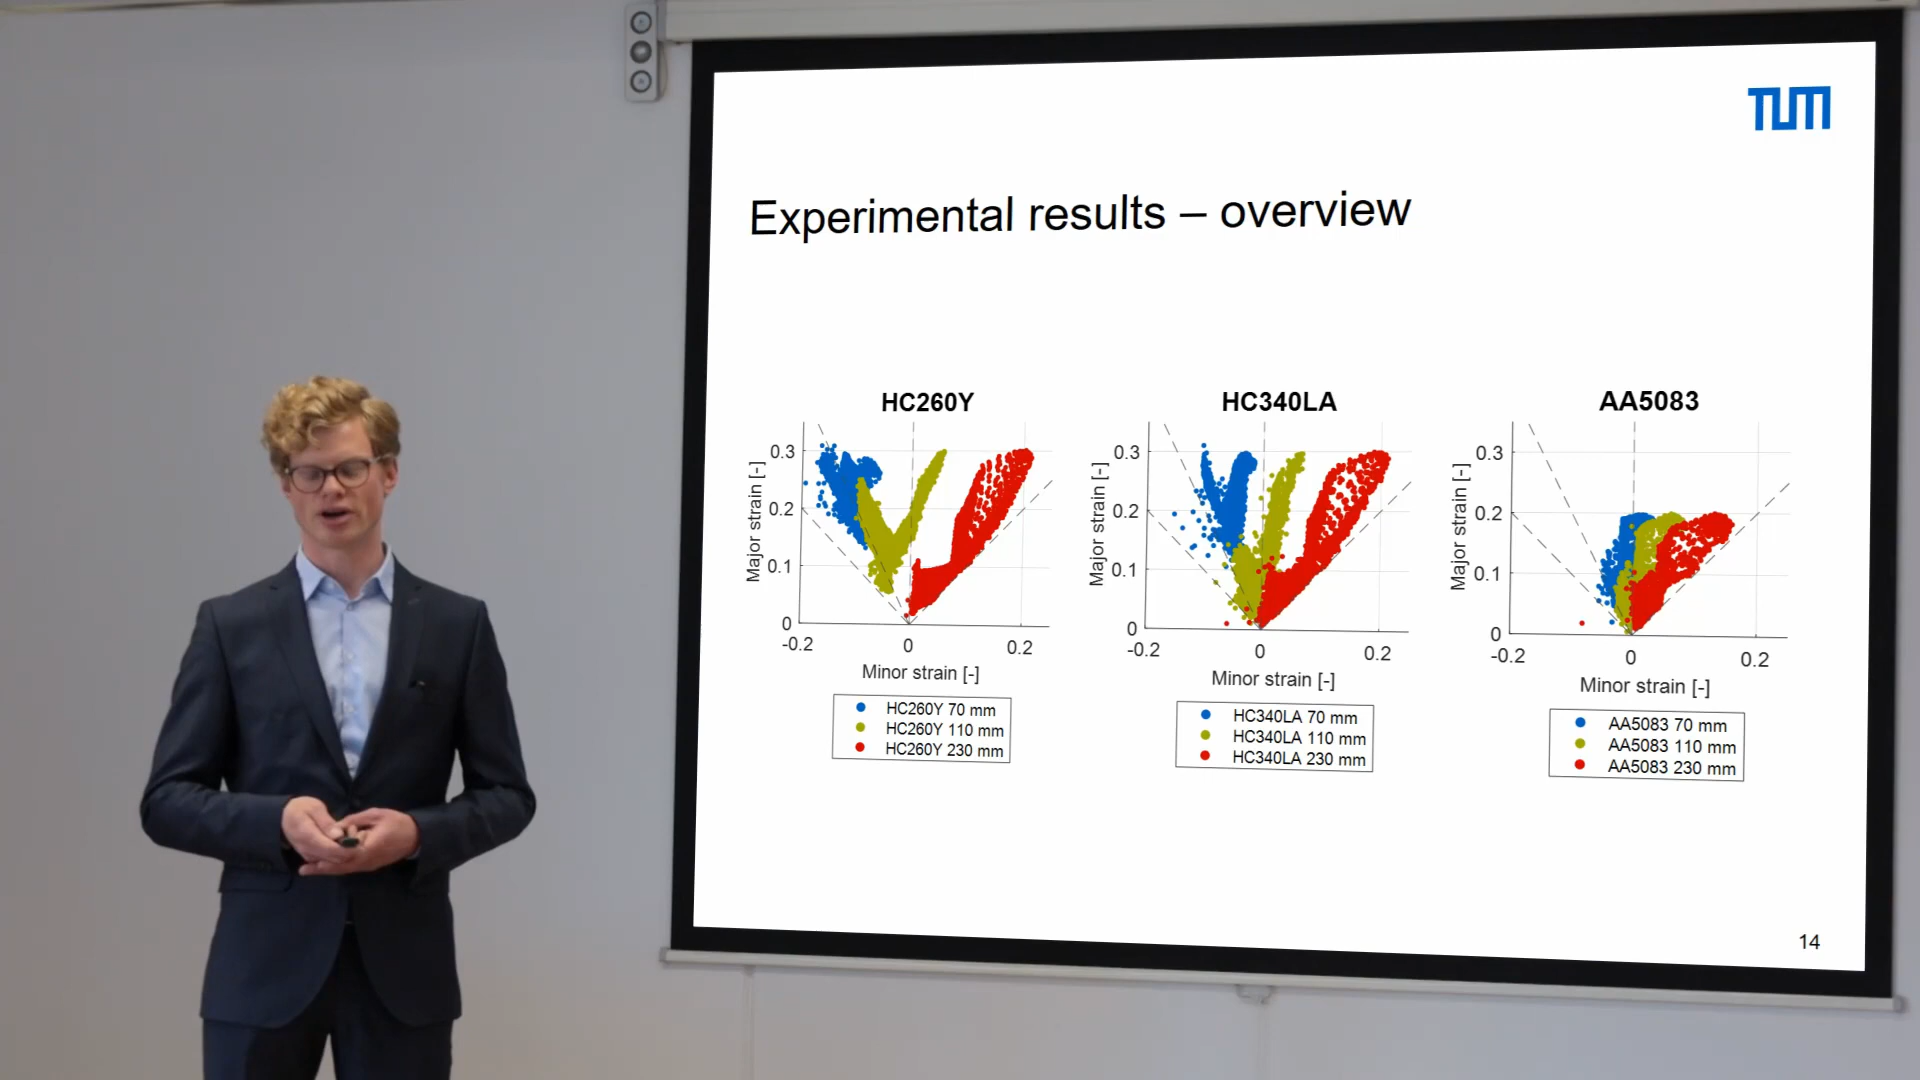 TUM
Experimental results – overview
HC260Y
Major strain [-]
0.3
0.2
0.1
0
-0.2 0 0.2
Minor strain [-]
HC260Y 70 mm
HC260Y 110 mm
HC260Y 230 mm
HC340LA
Major strain [-]
0.3
0.2
0.1
0
-0.2 0 0.2
Minor strain [-]
HC340LA 70 mm
HC340LA 110 mm
HC340LA 230 mm
AA5083
Major strain [-]
0.3
0.2
0.1
0
-0.2 0 0.2
Minor strain [-]
AA5083 70 mm
AA5083 110 mm
AA5083 230 mm
14